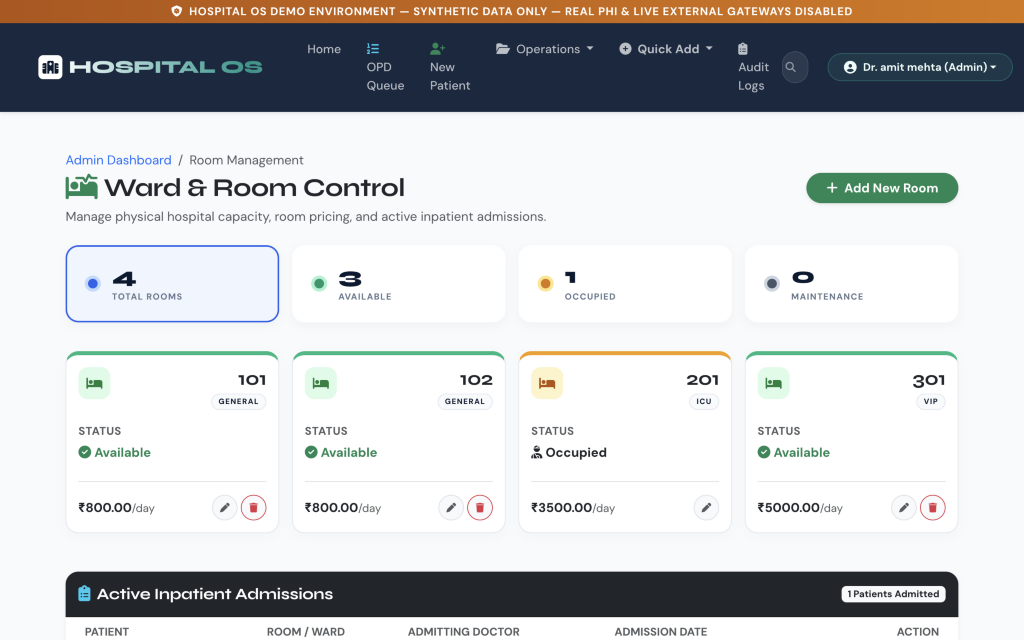 HOSPITAL OS DEMO ENVIRONMENT — SYNTHETIC DATA ONLY — REAL PHI & LIVE EXTERNAL GATEWAYS DISABLED
HOSPITAL OS
Home
OPD Queue
New Patient
Operations
Quick Add
Audit Logs
Dr. amit mehta (Admin)
Admin Dashboard / Room Management
Ward & Room Control
Add New Room
Manage physical hospital capacity, room pricing, and active inpatient admissions.
4
TOTAL ROOMS
3
AVAILABLE
1
OCCUPIED
0
MAINTENANCE
101
GENERAL
STATUS
Available
₹800.00/day
102
GENERAL
STATUS
Available
₹800.00/day
201
ICU
STATUS
Occupied
₹3500.00/day
301
VIP
STATUS
Available
₹5000.00/day
Active Inpatient Admissions
1 Patients Admitted
PATIENT ROOM / WARD ADMITTING DOCTOR ADMISSION DATE ACTION